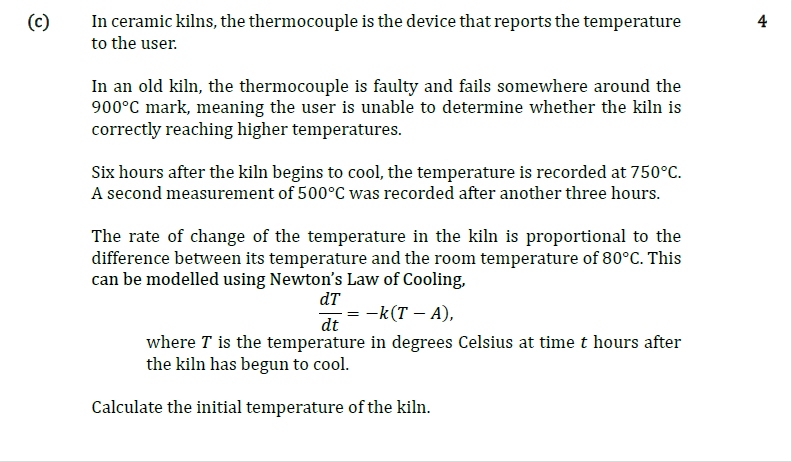 (c) In ceramic kilns, the thermocouple is the device that reports the temperature 4
to the user.
In an old kiln, the thermocouple is faulty and fails somewhere around the
900°C mark, meaning the user is unable to determine whether the kiln is
correctly reaching higher temperatures.
Six hours after the kiln begins to cool, the temperature is recorded at 750°C.
A second measurement of 500°C was recorded after another three hours.
The rate of change of the temperature in the kiln is proportional to the
difference between its temperature and the room temperature of 80°C. This
can be modelled using Newton's Law of Cooling,
dT/dt = −k(T − A),
where T is the temperature in degrees Celsius at time t hours after
the kiln has begun to cool.
Calculate the initial temperature of the kiln.